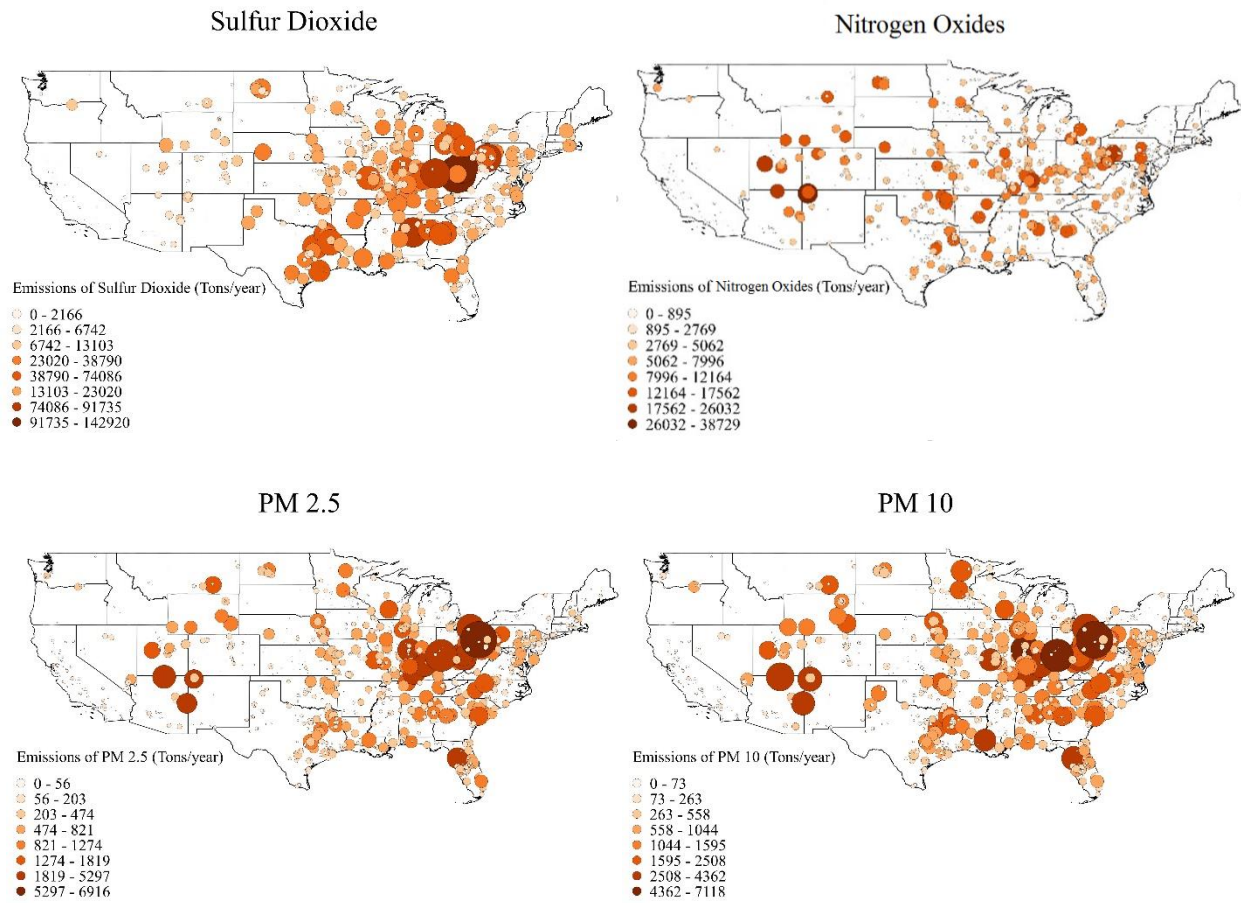 Sulfur Dioxide
Emissions of Sulfur Dioxide (Tons/year)
0 - 2166
2166 - 6742
6742 - 13103
23020 - 38790
38790 - 74086
13103 - 23020
74086 - 91735
91735 - 142920
Nitrogen Oxides
Emissions of Nitrogen Oxides (Tons/year)
0 - 895
895 - 2769
2769 - 5062
5062 - 7996
7996 - 12164
12164 - 17562
17562 - 26032
26032 - 38729
PM 2.5
Emissions of PM 2.5 (Tons/year)
0 - 56
56 - 203
203 - 474
474 - 821
821 - 1274
1274 - 1819
1819 - 5297
5297 - 6916
PM 10
Emissions of PM 10 (Tons/year)
0 - 73
73 - 263
263 - 558
558 - 1044
1044 - 1595
1595 - 2508
2508 - 4362
4362 - 7118